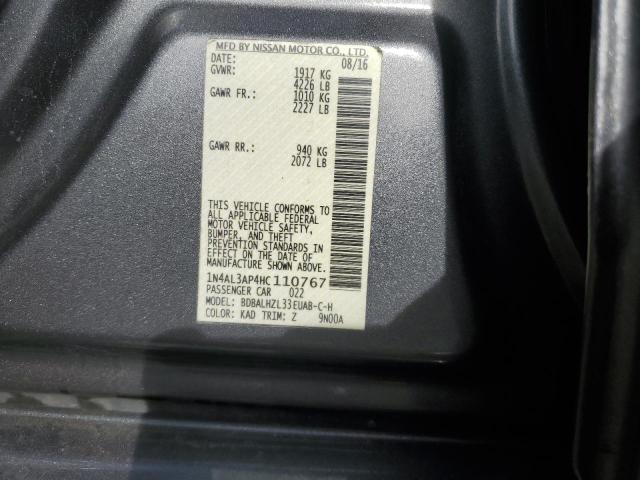 MFD BY NISSAN MOTOR CO., LTD.
DATE: 08/16
GVWR: 1917 KG
4226 LB
GAWR FR.: 1010 KG
2227 LB
GAWR RR.: 940 KG
2072 LB
THIS VEHICLE CONFORMS TO
ALL APPLICABLE FEDERAL
MOTOR VEHICLE SAFETY,
BUMPER, AND THEFT
PREVENTION STANDARDS IN
EFFECT ON THE DATE OF
MANUFACTURE SHOWN ABOVE.
1N4AL3AP4HC110767
PASSENGER CAR 022
MODEL: BDBALHZL33EUAB-C-H
COLOR: KAD TRIM: Z 9N00A